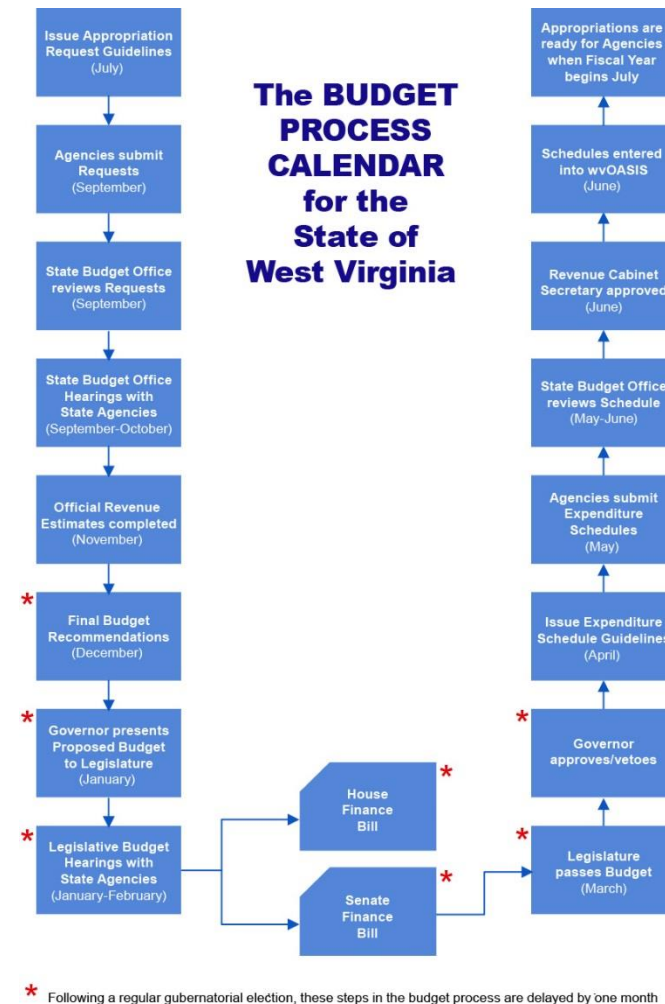 The BUDGET
PROCESS
CALENDAR
for the
State of
West Virginia
Issue Appropriation
Request Guidelines
(July)
Agencies submit
Requests
(September)
State Budget Office
reviews Requests
(September)
State Budget Office
Hearings with
State Agencies
(September-October)
Official Revenue
Estimates completed
(November)
*
Final Budget
Recommendations
(December)
*
Governor presents
Proposed Budget
to Legislature
(January)
*
Legislative Budget
Hearings with
State Agencies
(January-February)
*
House
Finance
Bill
*
Senate
Finance
Bill
*
Legislature
passes Budget
(March)
*
Governor
approves/vetoes
Issue Expenditure
Schedule Guidelines
(April)
Agencies submit
Expenditure
Schedules
(May)
State Budget Office
reviews Schedule
(May-June)
Revenue Cabinet
Secretary approved
(June)
Schedules entered
into wvOASIS
(June)
Appropriations are
ready for Agencies
when Fiscal Year
begins July
* Following a regular gubernatorial election, these steps in the budget process are delayed by one month